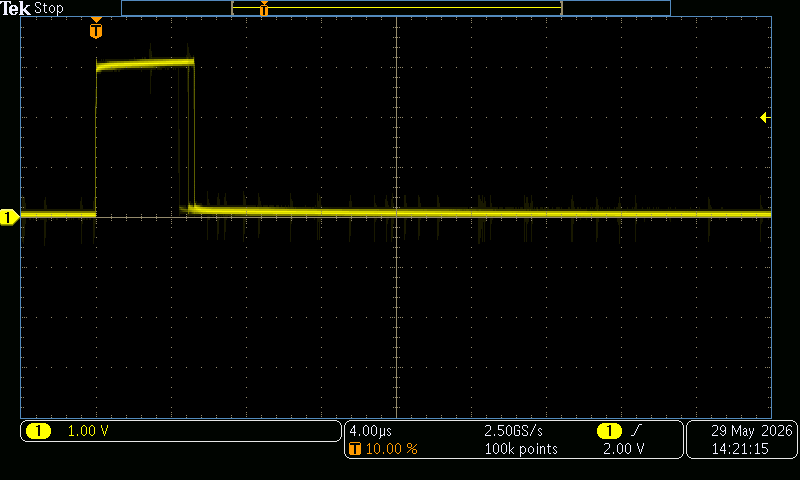 Tek Stop
T
T
1
1 1.00 V
4.00µs 2.50GS/s 1
T 10.00 % 100k points 2.00 V
29 May 2026
14:21:15